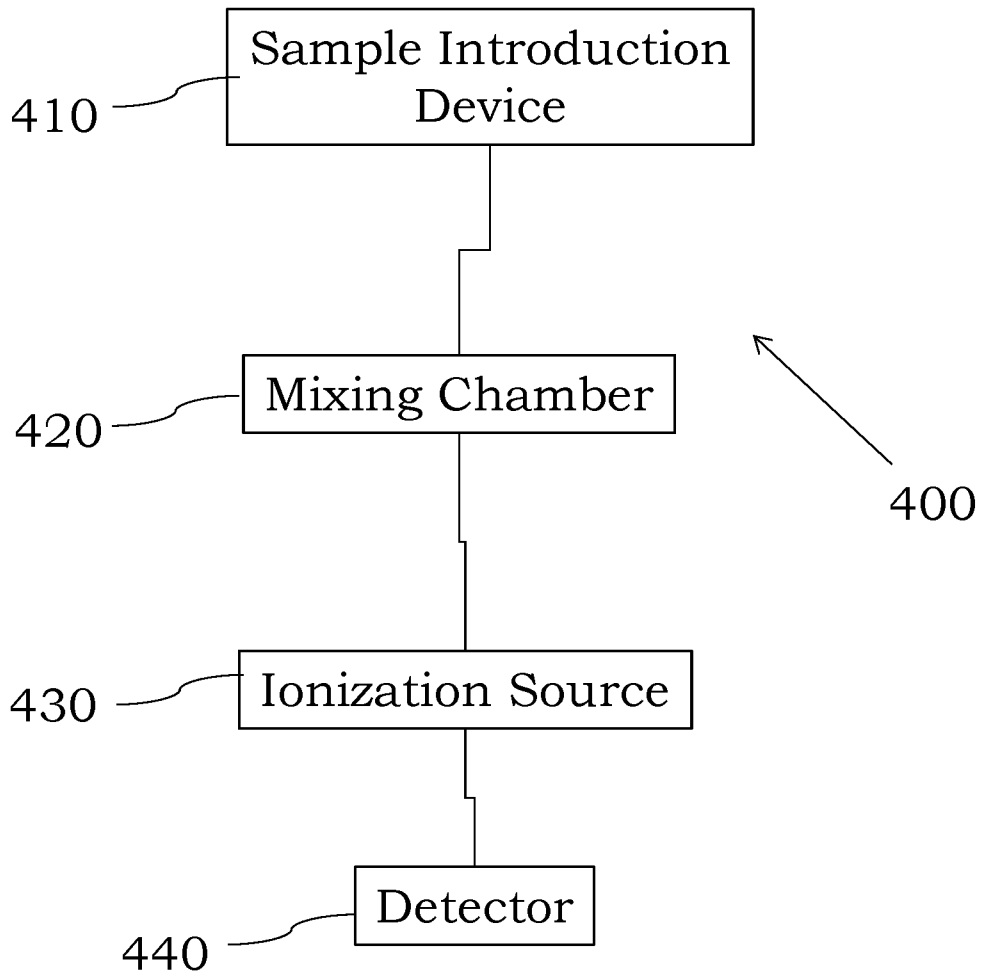 Sample Introduction
Device
410
Mixing Chamber
420
400
Ionization Source
430
Detector
440